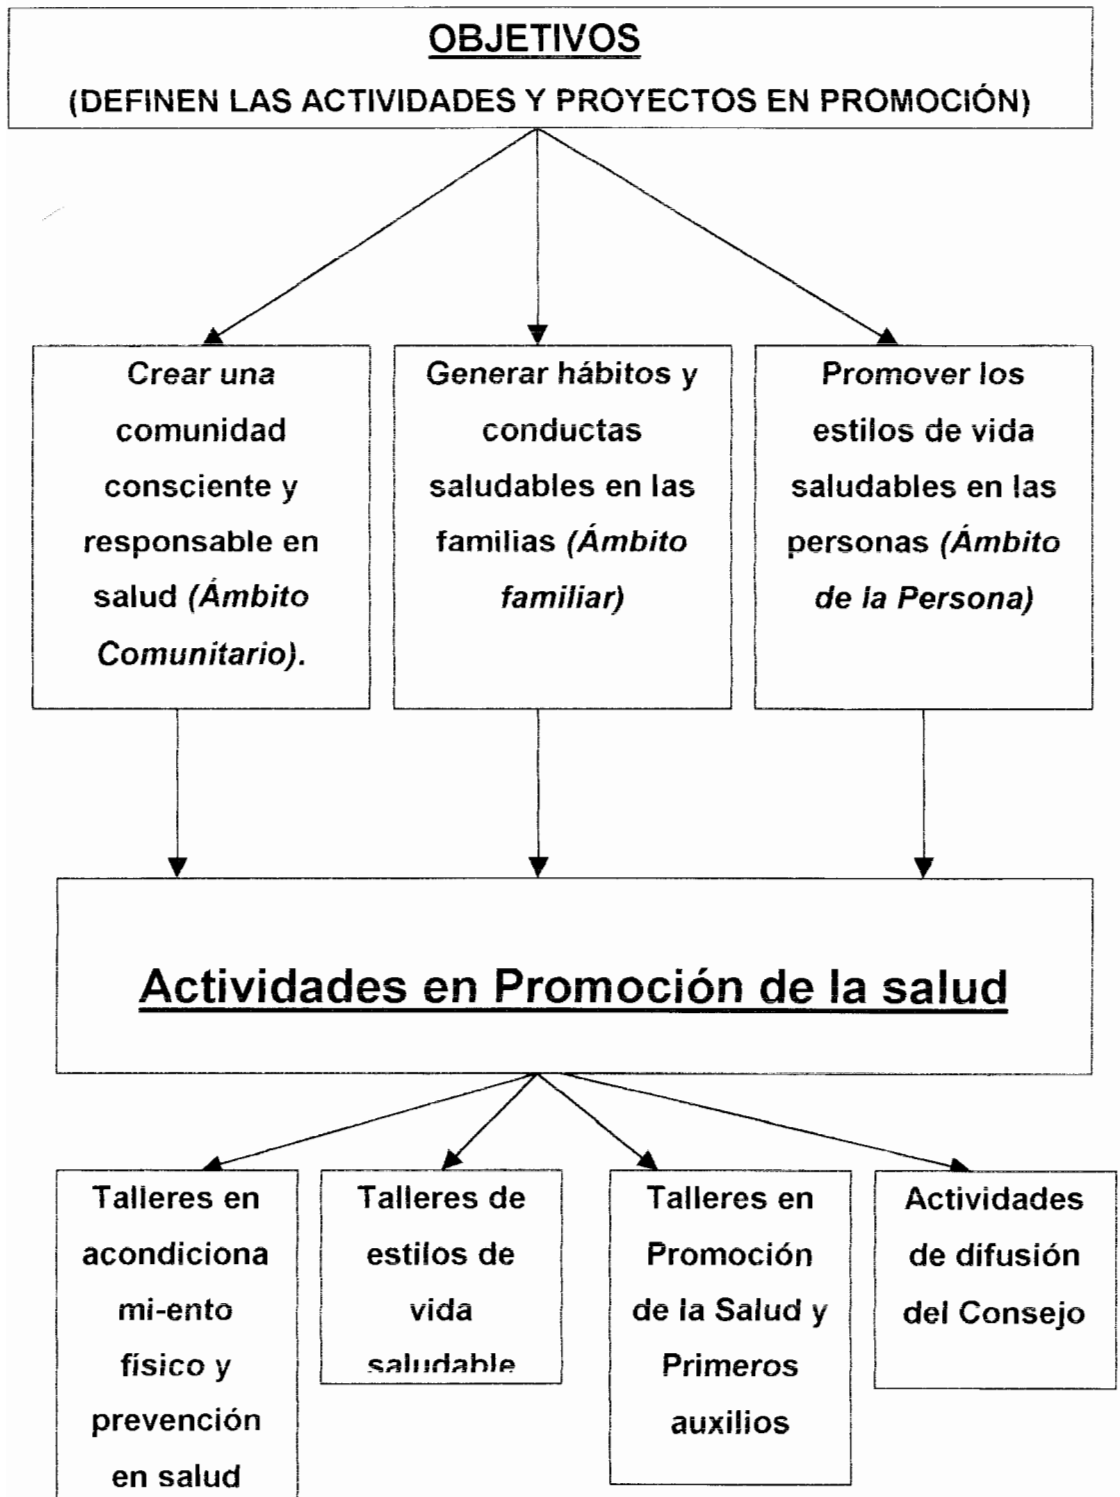 OBJETIVOS
(DEFINEN LAS ACTIVIDADES Y PROYECTOS EN PROMOCIÓN)
Crear una
comunidad
consciente y
responsable en
salud (Ámbito
Comunitario).
Generar hábitos y
conductas
saludables en las
familias (Ámbito
familiar)
Promover los
estilos de vida
saludables en las
personas (Ámbito
de la Persona)
Actividades en Promoción de la salud
Talleres en
acondiciona
mi-ento
físico y
prevención
en salud
Talleres de
estilos de
vida
saludable
Talleres en
Promoción
de la Salud y
Primeros
auxilios
Actividades
de difusión
del Consejo